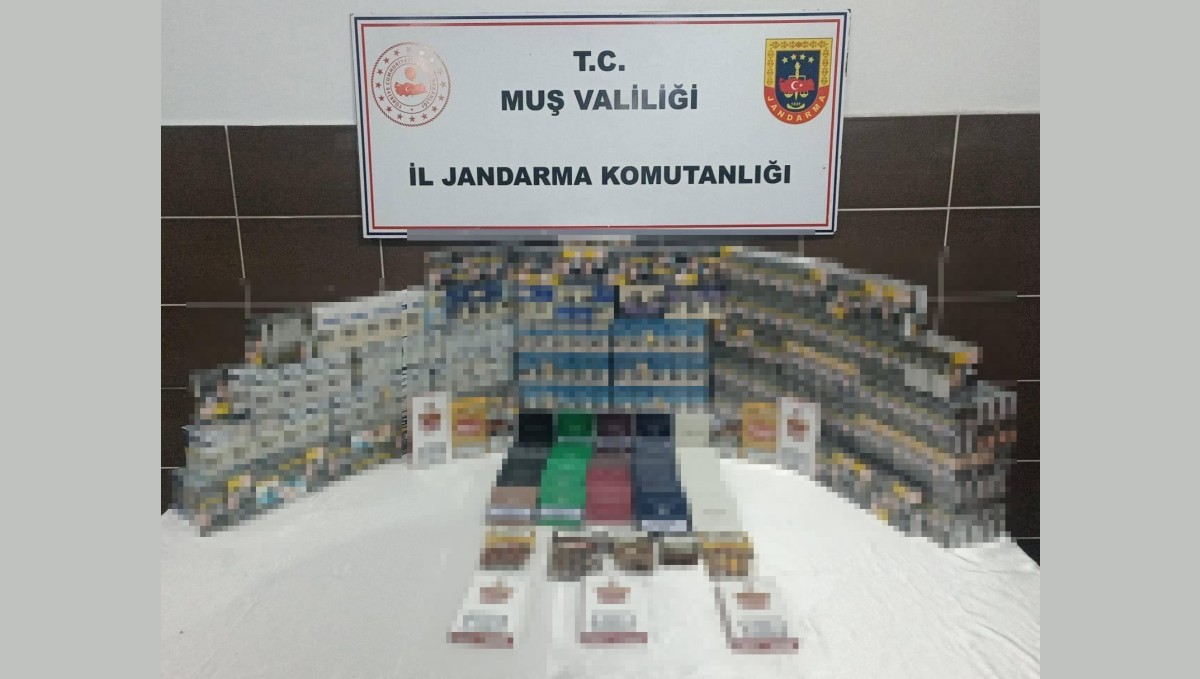 T.C.
MUŞ VALİLİĞİ
İL JANDARMA KOMUTANLIĞI
JANDARMA